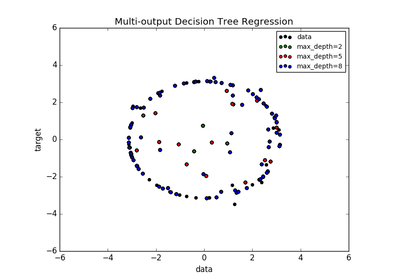 Multi-output Decision Tree Regression
data
max_depth=2
max_depth=5
max_depth=8
6
4
2
0
−2
−4
−6
target
−6
−4
−2
0
2
4
6
data